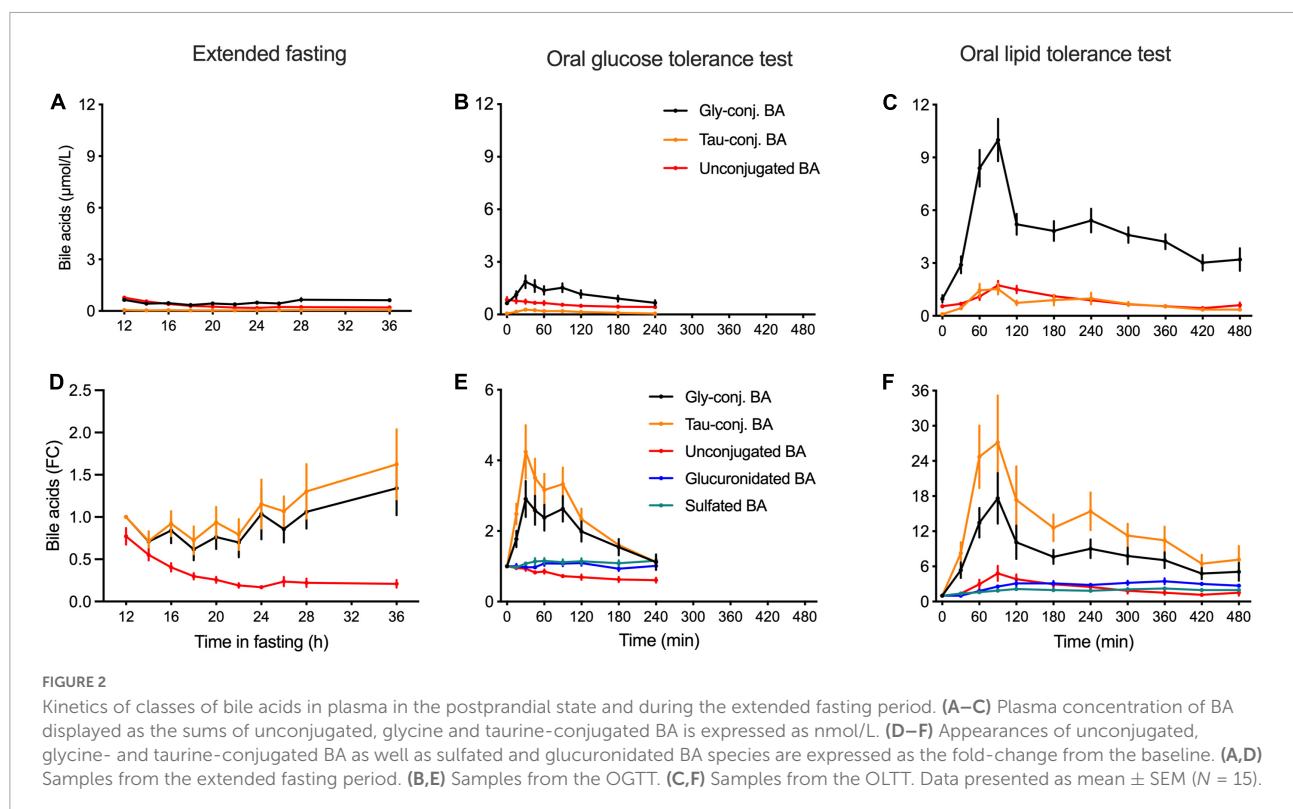 Extended fasting
Oral glucose tolerance test
Oral lipid tolerance test
A
Bile acids (μmol/L)
12
9
6
3
0
12 16 20 24 28 32 36
B
12
9
6
3
0
0 60 120 180 240 300 360 420 480
Gly-conj. BA
Tau-conj. BA
Unconjugated BA
C
12
9
6
3
0
0 60 120 180 240 300 360 420 480
D
Bile acids (FC)
2.5
2.0
1.5
1.0
0.5
0.0
12 16 20 24 28 32 36
Time in fasting (h)
E
6
4
2
0
0 60 120 180 240 300 360 420 480
Time (min)
Gly-conj. BA
Tau-conj. BA
Unconjugated BA
Glucuronidated BA
Sulfated BA
F
36
30
24
18
12
6
0
0 60 120 180 240 300 360 420 480
Time (min)
FIGURE 2
Kinetics of classes of bile acids in plasma in the postprandial state and during the extended fasting period. (A–C) Plasma concentration of BA
displayed as the sums of unconjugated, glycine and taurine-conjugated BA is expressed as nmol/L. (D–F) Appearances of unconjugated,
glycine- and taurine-conjugated BA as well as sulfated and glucuronidated BA species are expressed as the fold-change from the baseline. (A,D)
Samples from the extended fasting period. (B,E) Samples from the OGTT. (C,F) Samples from the OLTT. Data presented as mean ± SEM (N = 15).